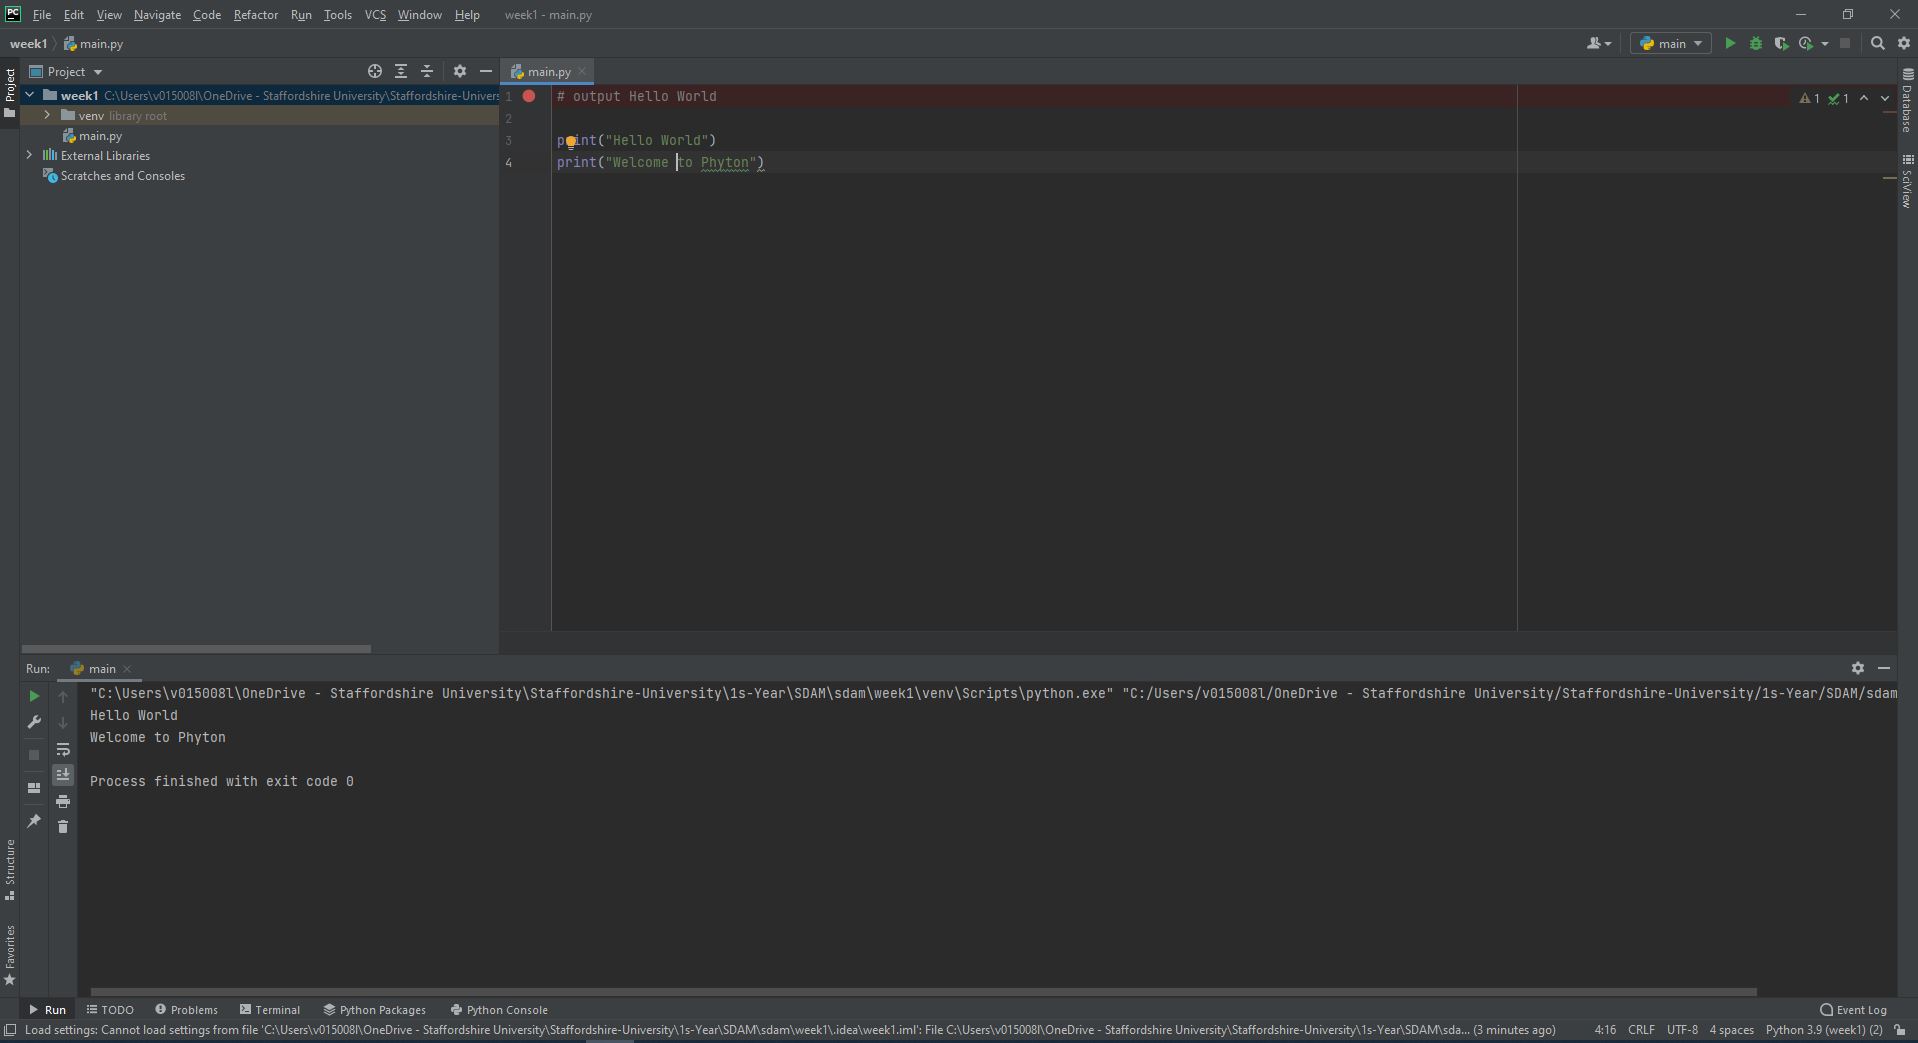 PC File Edit View Navigate Code Refactor Run Tools VCS Window Help week1 - main.py
week1 main.py main
Project Project main.py
week1 C:\Users\v015008l\OneDrive - Staffordshire University\Staffordshire-Univers
venv library root
main.py
External Libraries
Scratches and Consoles
1 # output Hello World
2
3 print("Hello World")
4 print("Welcome to Phyton")
1 1
Database
SciView
Run: main
"C:\Users\v015008l\OneDrive - Staffordshire University\Staffordshire-University\1s-Year\SDAM\sdam\week1\venv\Scripts\python.exe" "C:/Users/v015008l/OneDrive - Staffordshire University/Staffordshire-University/1s-Year/SDAM/sdam
Hello World
Welcome to Phyton
Process finished with exit code 0
Structure
Favorites
Run TODO Problems Terminal Python Packages Python Console Event Log
Load settings: Cannot load settings from file 'C:\Users\v015008l\OneDrive - Staffordshire University\Staffordshire-University\1s-Year\SDAM\sdam\week1\.idea\week1.iml': File C:\Users\v015008l\OneDrive - Staffordshire University\Staffordshire-University\1s-Year\SDAM\sda... (3 minutes ago) 4:16 CRLF UTF-8 4 spaces Python 3.9 (week1) (2)